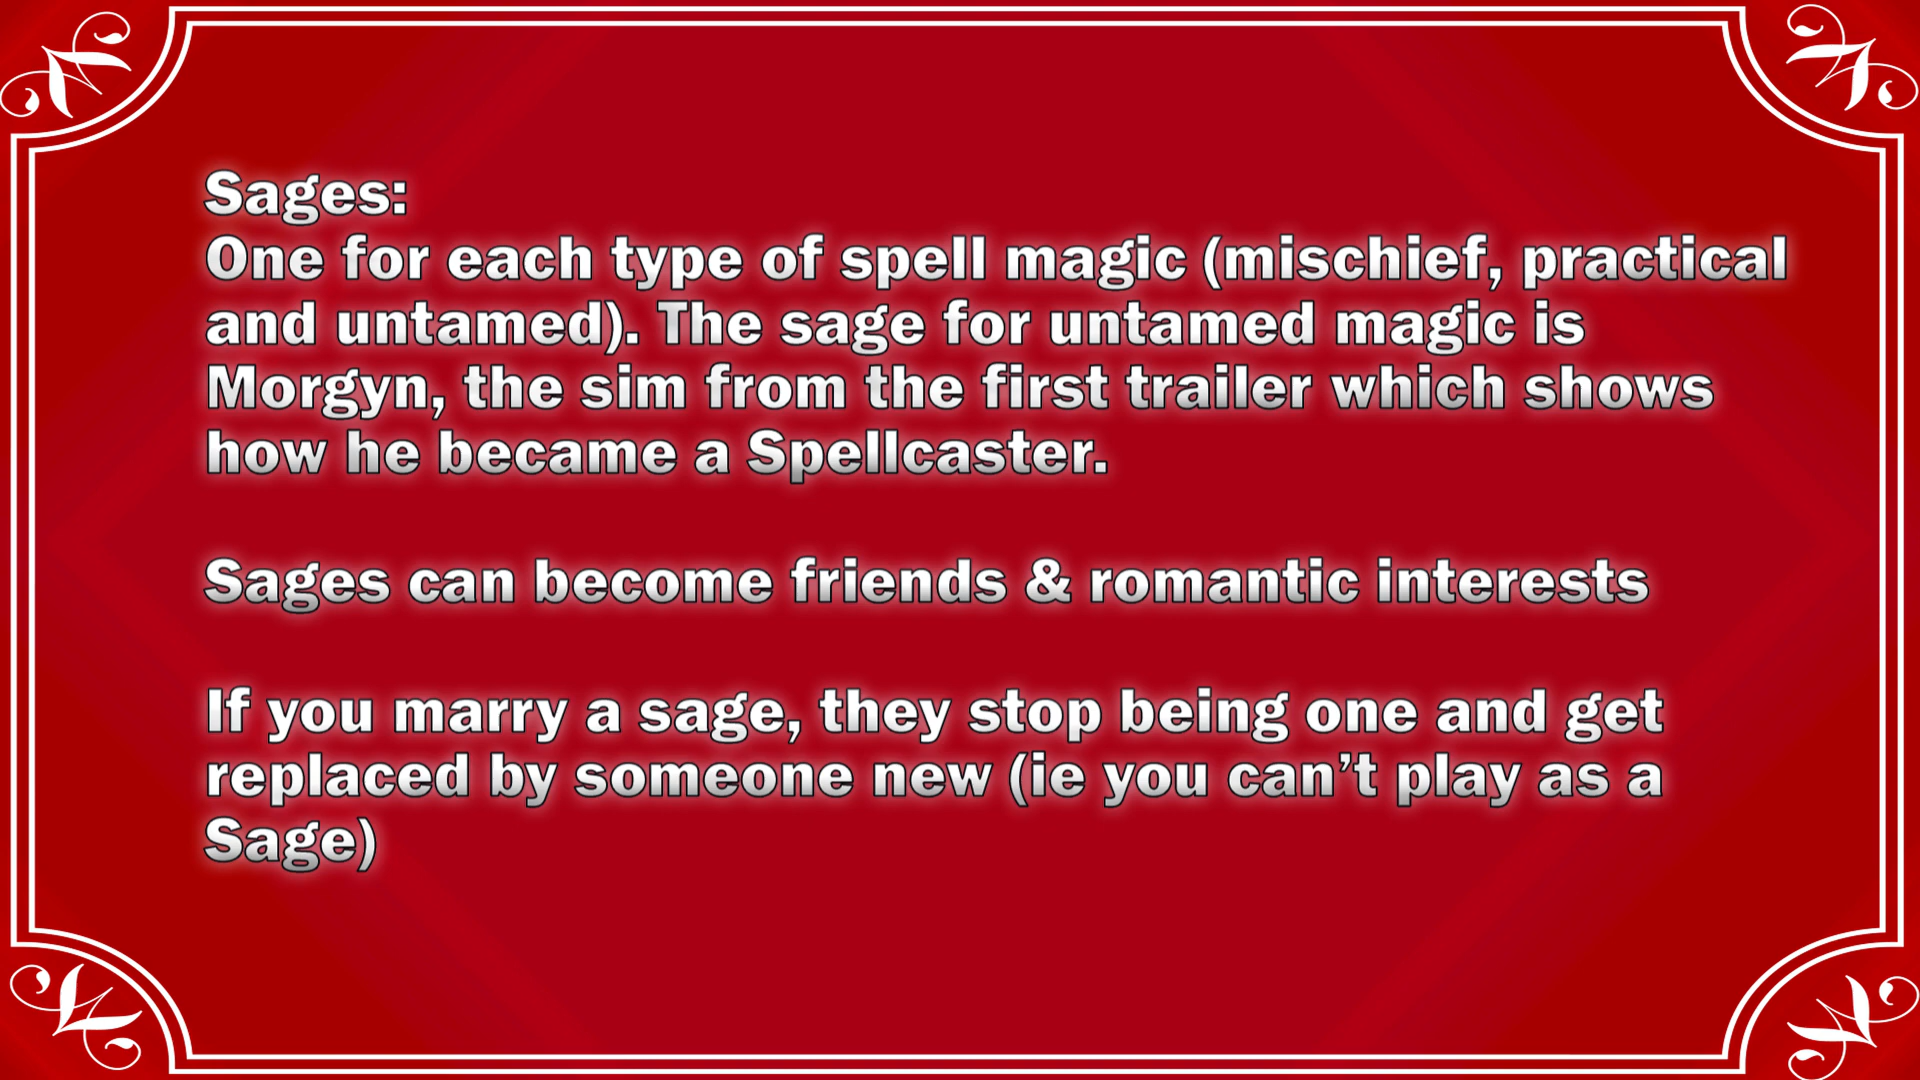 Sages:
One for each type of spell magic (mischief, practical
and untamed). The sage for untamed magic is
Morgyn, the sim from the first trailer which shows
how he became a Spellcaster.
Sages can become friends & romantic interests
If you marry a sage, they stop being one and get
replaced by someone new (ie you can’t play as a
Sage)